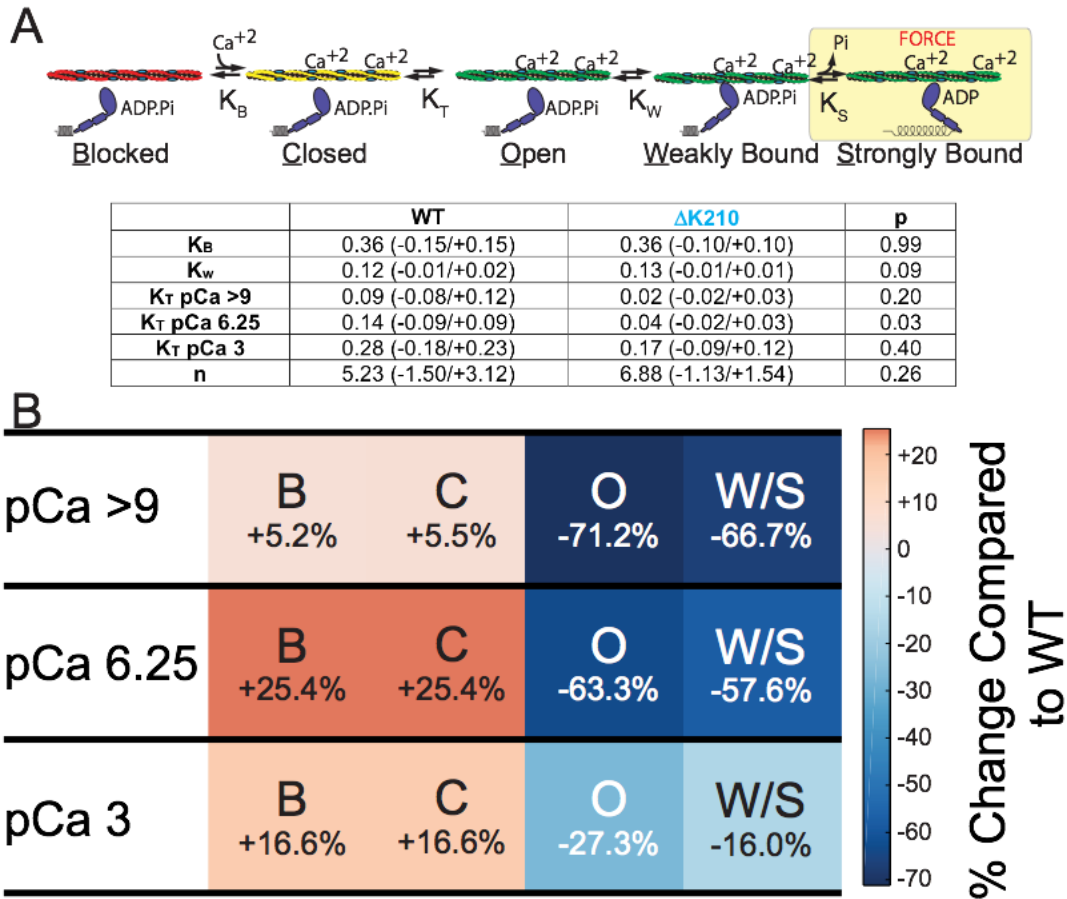 A
Ca+2
Ca+2 Ca+2
Ca+2 Ca+2
Ca+2 Ca+2
Pi
FORCE
Ca+2 Ca+2
ADP.Pi
KB
ADP.Pi
KT
ADP.Pi
KW
ADP.Pi
KS
ADP
Blocked
Closed
Open
Weakly Bound
Strongly Bound
WT ΔK210 p
KB 0.36 (-0.15/+0.15) 0.36 (-0.10/+0.10) 0.99
Kw 0.12 (-0.01/+0.02) 0.13 (-0.01/+0.01) 0.09
KT pCa >9 0.09 (-0.08/+0.12) 0.02 (-0.02/+0.03) 0.20
KT pCa 6.25 0.14 (-0.09/+0.09) 0.04 (-0.02/+0.03) 0.03
KT pCa 3 0.28 (-0.18/+0.23) 0.17 (-0.09/+0.12) 0.40
n 5.23 (-1.50/+3.12) 6.88 (-1.13/+1.54) 0.26
B
pCa >9
B C O W/S
+5.2% +5.5% -71.2% -66.7%
pCa 6.25
B C O W/S
+25.4% +25.4% -63.3% -57.6%
pCa 3
B C O W/S
+16.6% +16.6% -27.3% -16.0%
+20
+10
0
-10
-20
-30
-40
-50
-60
-70
% Change Compared
to WT